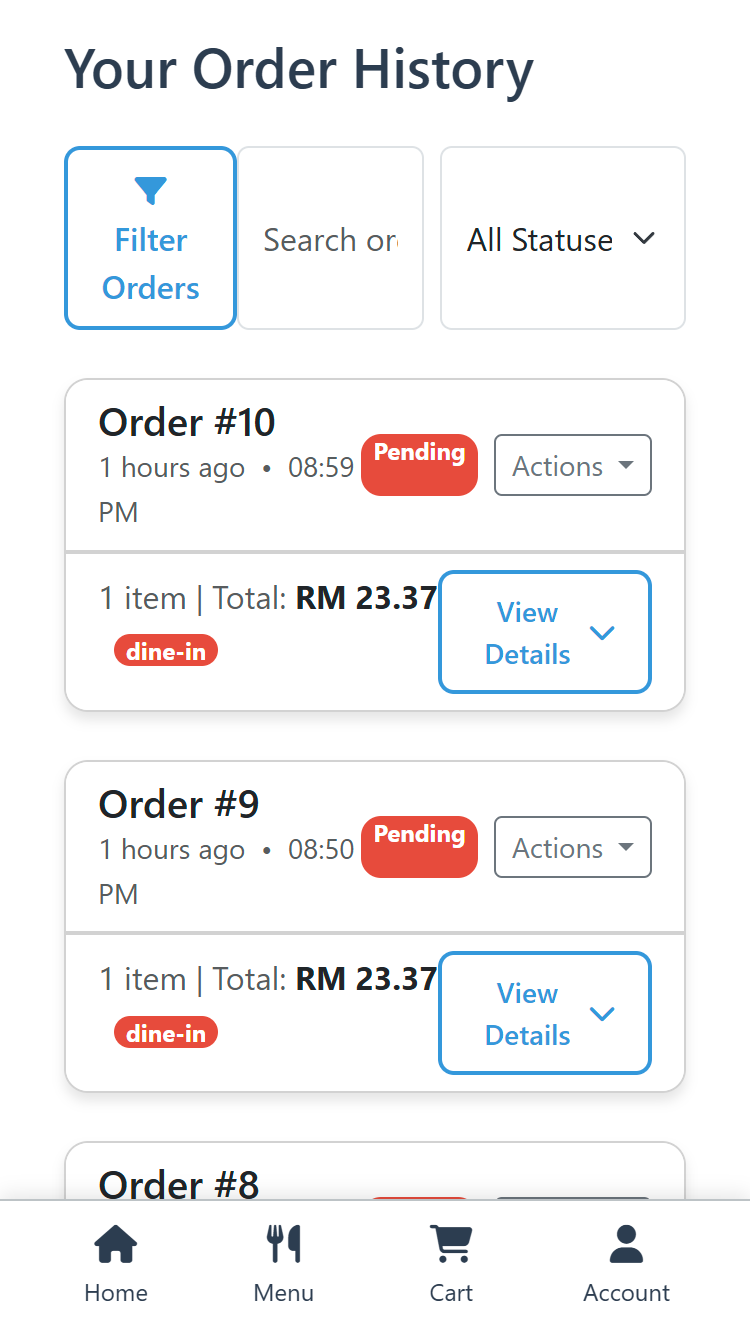 Your Order History
Filter
Orders
Search or
All Statuse
Order #10
1 hours ago • 08:59
PM
Pending
Actions
1 item | Total: RM 23.37
dine-in
View
Details
Order #9
1 hours ago • 08:50
PM
Pending
Actions
1 item | Total: RM 23.37
dine-in
View
Details
Order #8
Home
Menu
Cart
Account